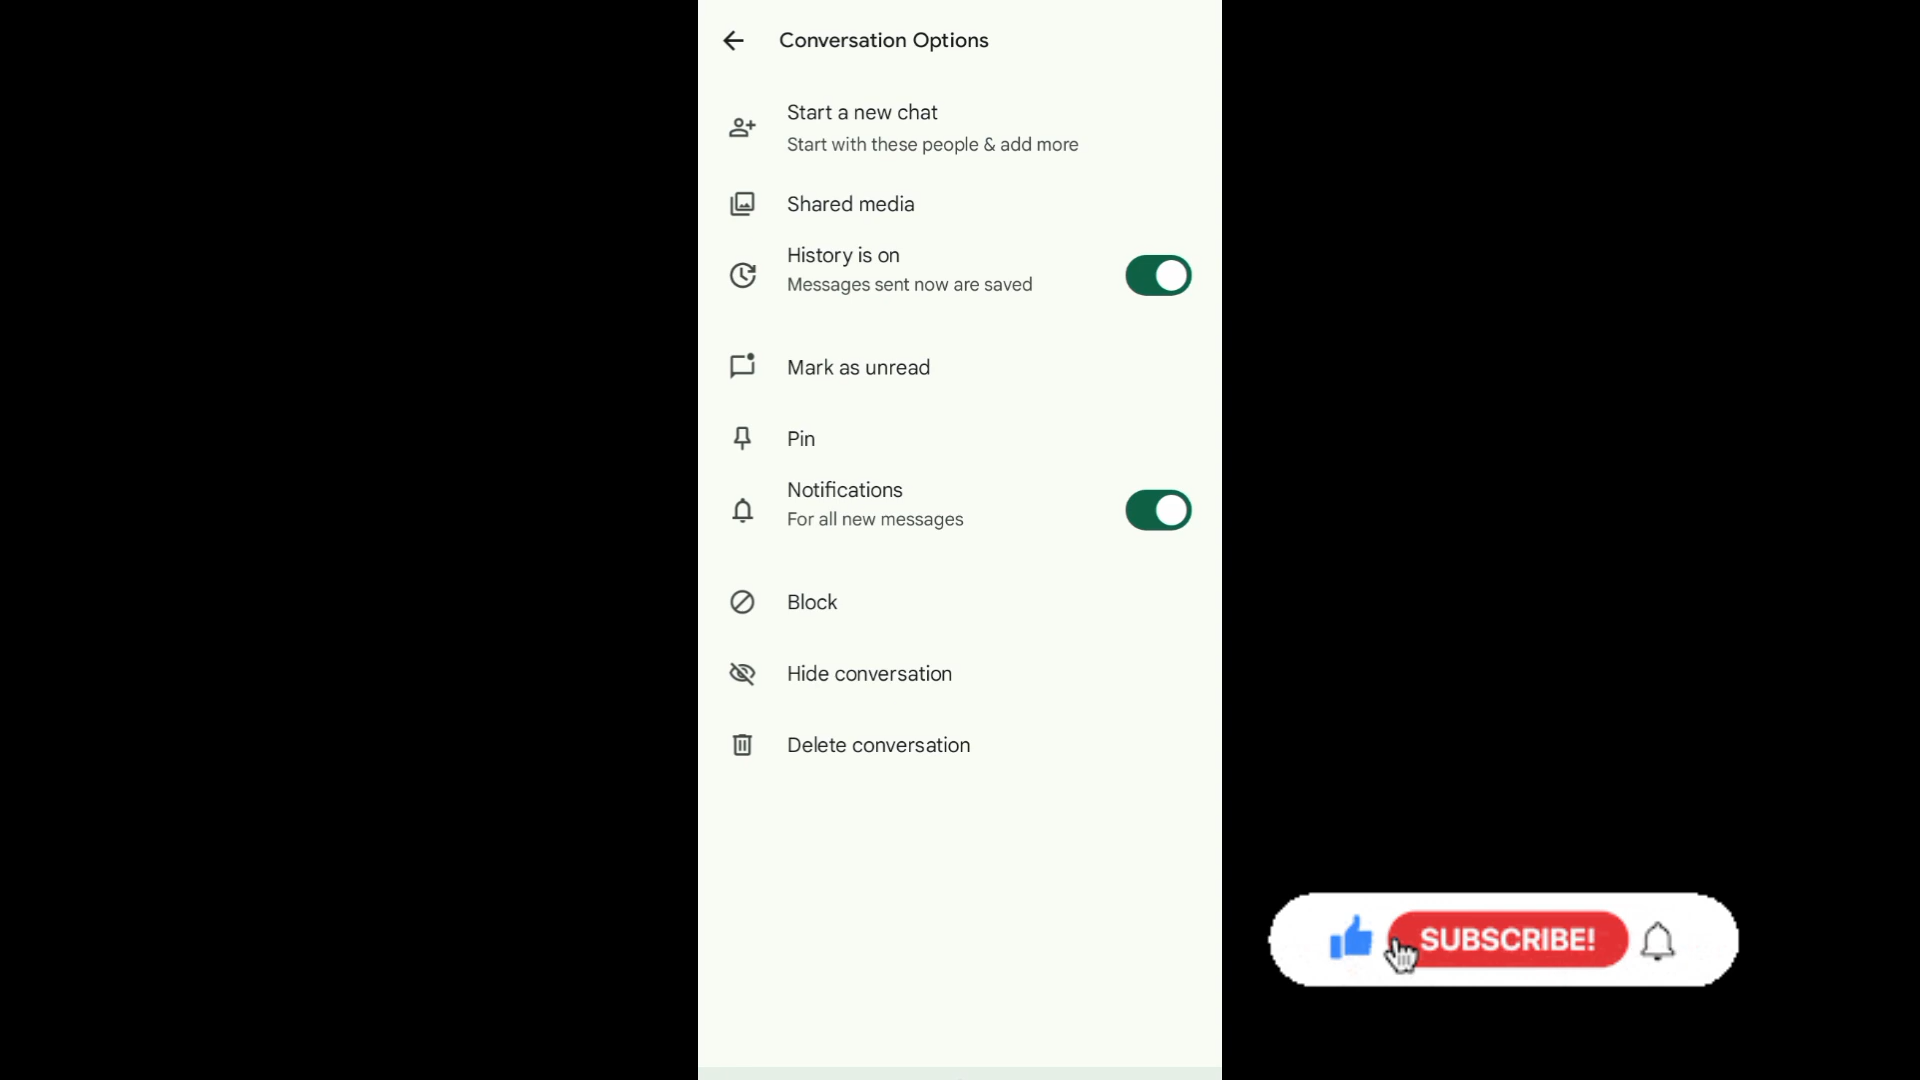 Conversation Options
Start a new chat
Start with these people & add more
Shared media
History is on
Messages sent now are saved
Mark as unread
Pin
Notifications
For all new messages
Block
Hide conversation
Delete conversation
SUBSCRIBE!